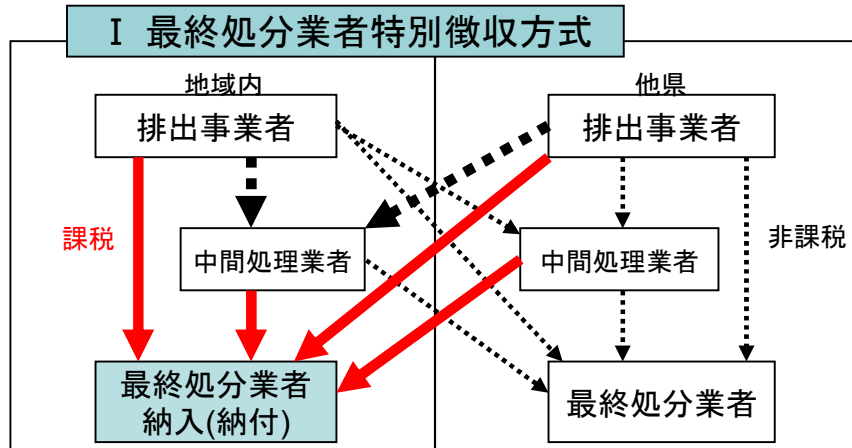 Ⅰ 最終処分業者特別徴収方式
地域内
他県
排出事業者
排出事業者
課税
非課税
中間処理業者
中間処理業者
最終処分業者
納入(納付)
最終処分業者